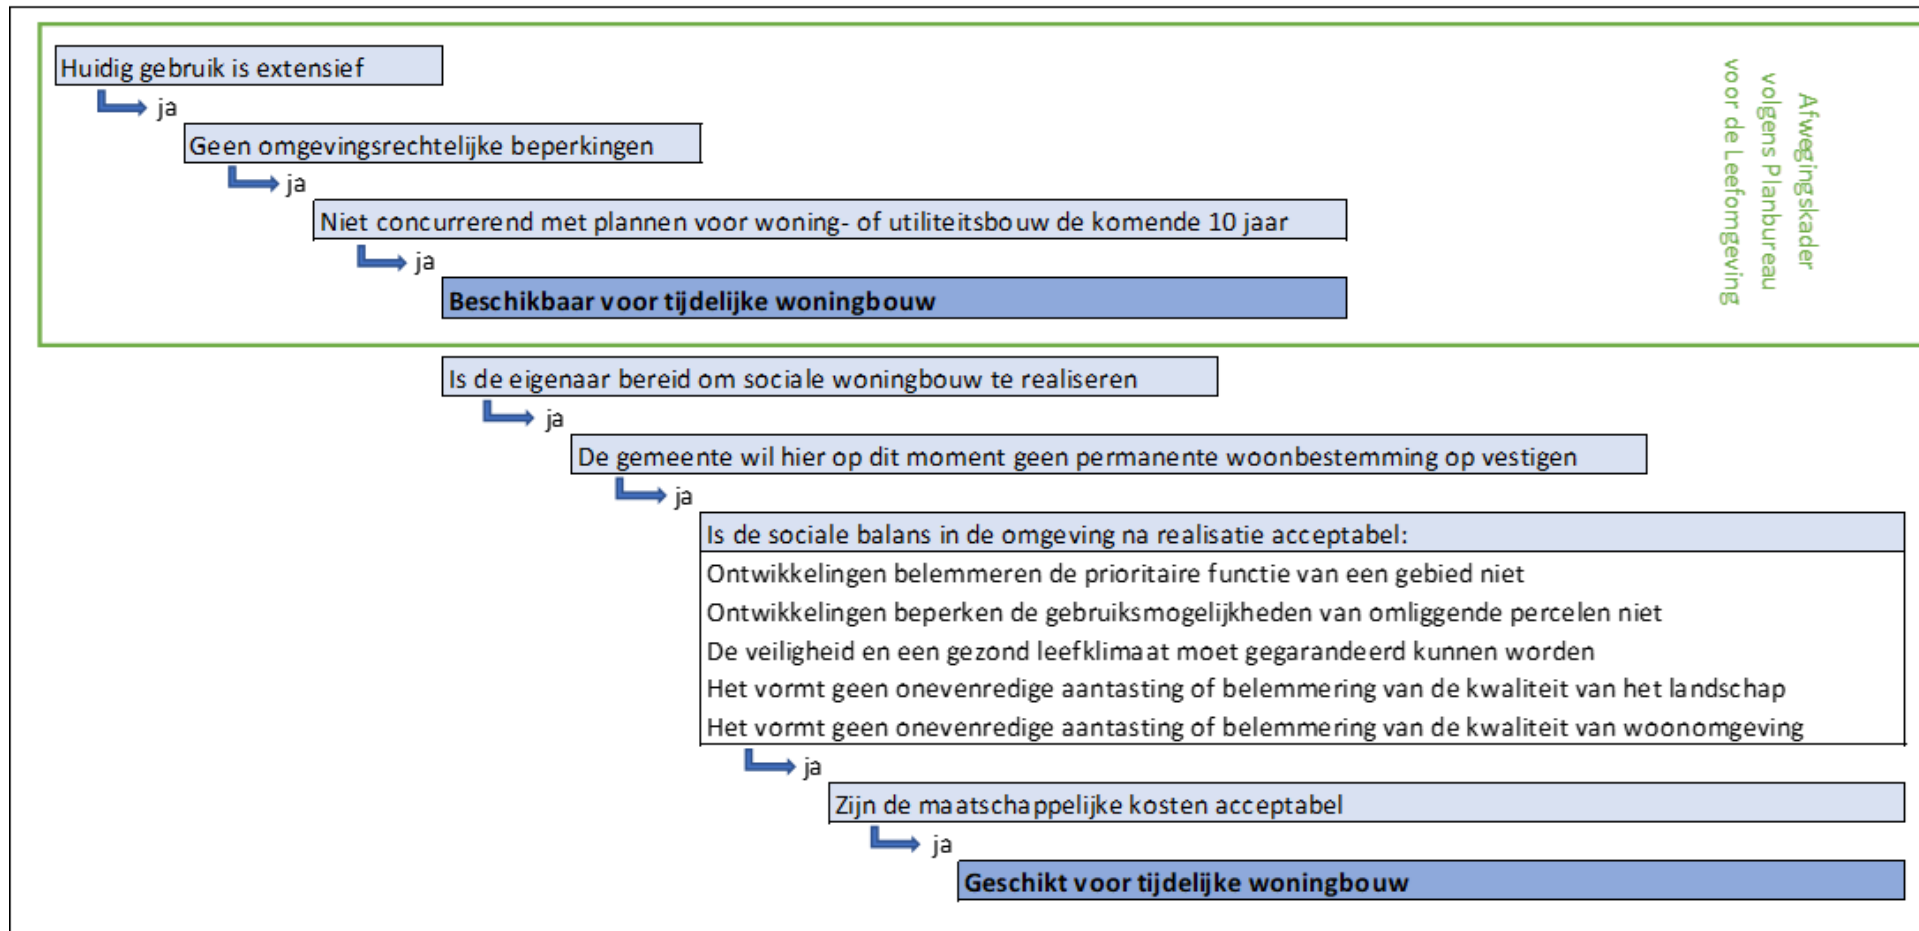 Huidig gebruik is extensief
ja
Geen omgevingsrechtelijke beperkingen
ja
Niet concurrerend met plannen voor woning- of utiliteitsbouw de komende 10 jaar
ja
Beschikbaar voor tijdelijke woningbouw
Afwegingskader
volgens Planbureau
voor de Leefomgeving
Is de eigenaar bereid om sociale woningbouw te realiseren
ja
De gemeente wil hier op dit moment geen permanente woonbestemming op vestigen
ja
Is de sociale balans in de omgeving na realisatie acceptabel:
Ontwikkelingen belemmeren de prioritaire functie van een gebied niet
Ontwikkelingen beperken de gebruiksmogelijkheden van omliggende percelen niet
De veiligheid en een gezond leefklimaat moet gegarandeerd kunnen worden
Het vormt geen onevenredige aantasting of belemmering van de kwaliteit van het landschap
Het vormt geen onevenredige aantasting of belemmering van de kwaliteit van woonomgeving
ja
Zijn de maatschappelijke kosten acceptabel
ja
Geschikt voor tijdelijke woningbouw